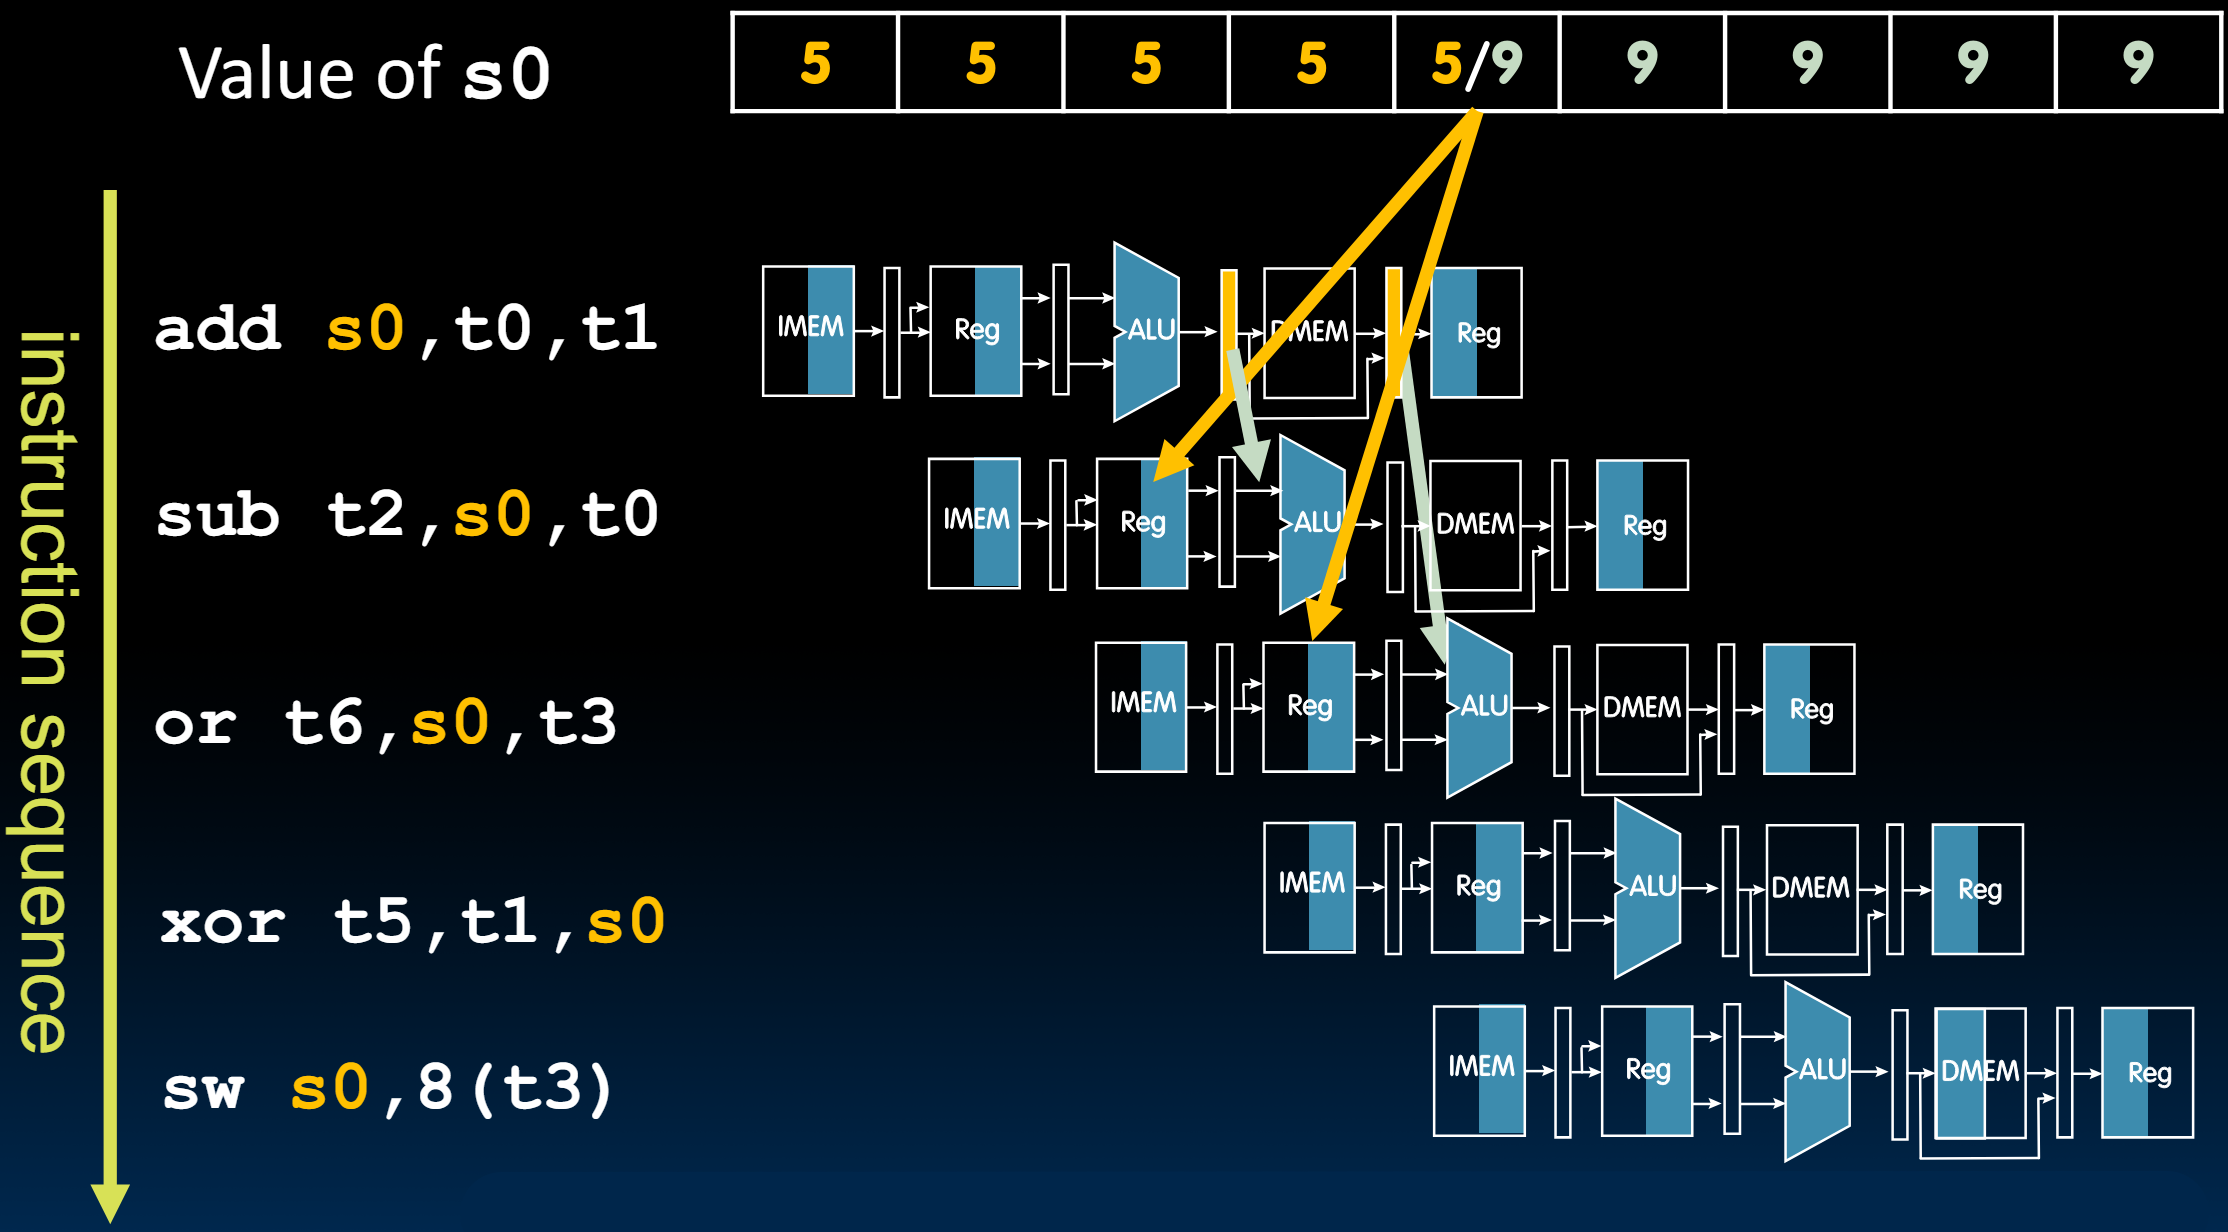 Value of s0
5 5 5 5 5/9 9 9 9 9
instruction sequence
add s0,t0,t1
IMEM Reg ALU DMEM Reg
sub t2,s0,t0
IMEM Reg ALU DMEM Reg
or t6,s0,t3
IMEM Reg ALU DMEM Reg
xor t5,t1,s0
IMEM Reg ALU DMEM Reg
sw s0,8(t3)
IMEM Reg ALU DMEM Reg